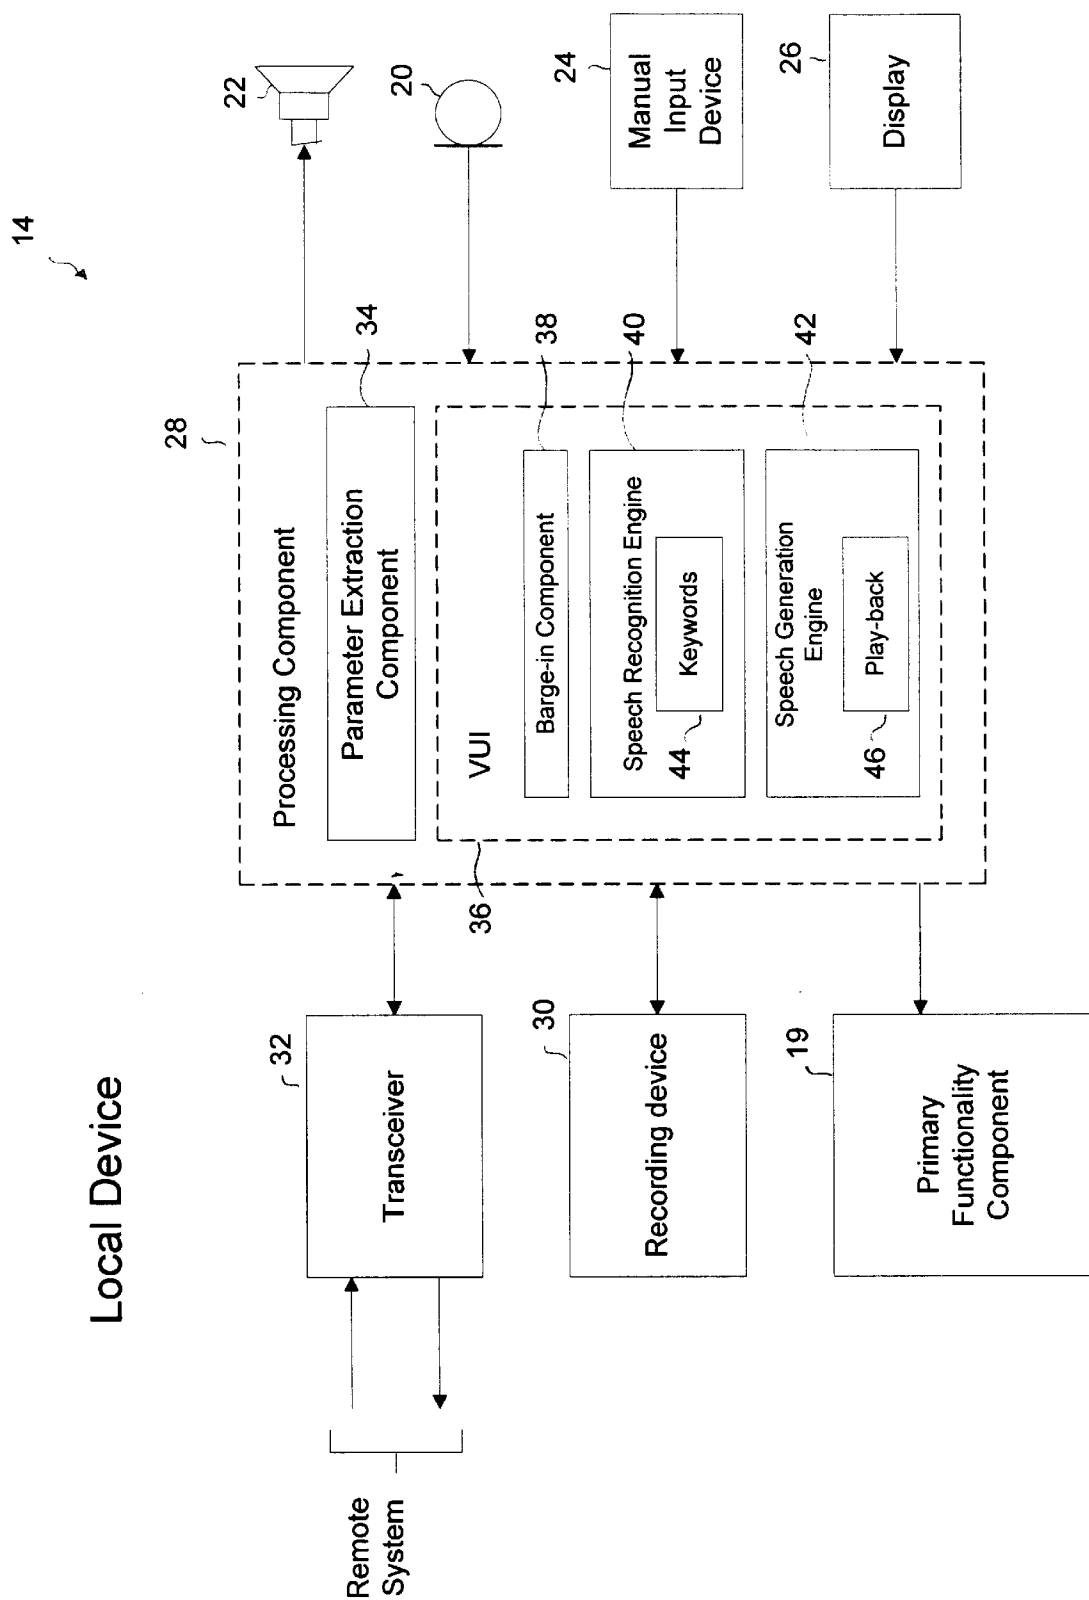 Local Device
14
Remote
System
32
Transceiver
30
Recording device
19
Primary
Functionality
Component
28
Processing Component
34
Parameter Extraction
Component
36
VUI
38
Barge-in Component
40
Speech Recognition Engine
44
Keywords
42
Speech Generation
Engine
46
Play-back
22
20
24
Manual
Input
Device
26
Display